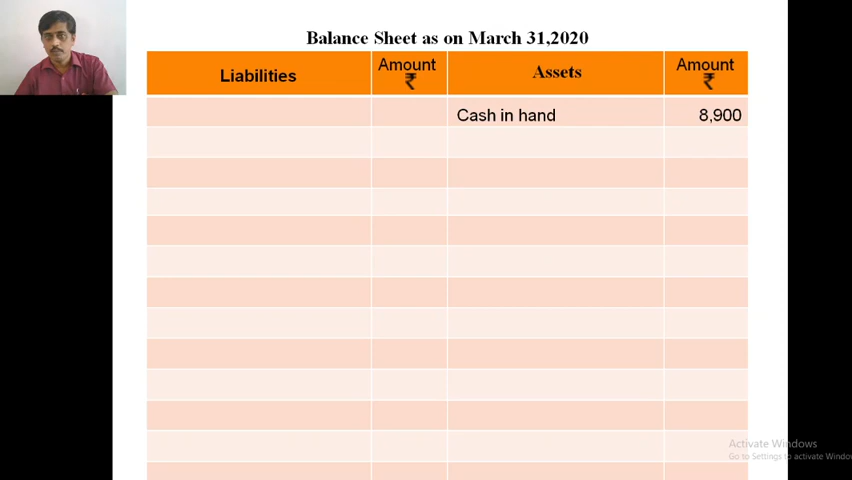 Balance Sheet as on March 31,2020
Liabilities
Amount
₹
Assets
Amount
₹
Cash in hand
8,900
Activate Windows
Go to Settings to activate Windo